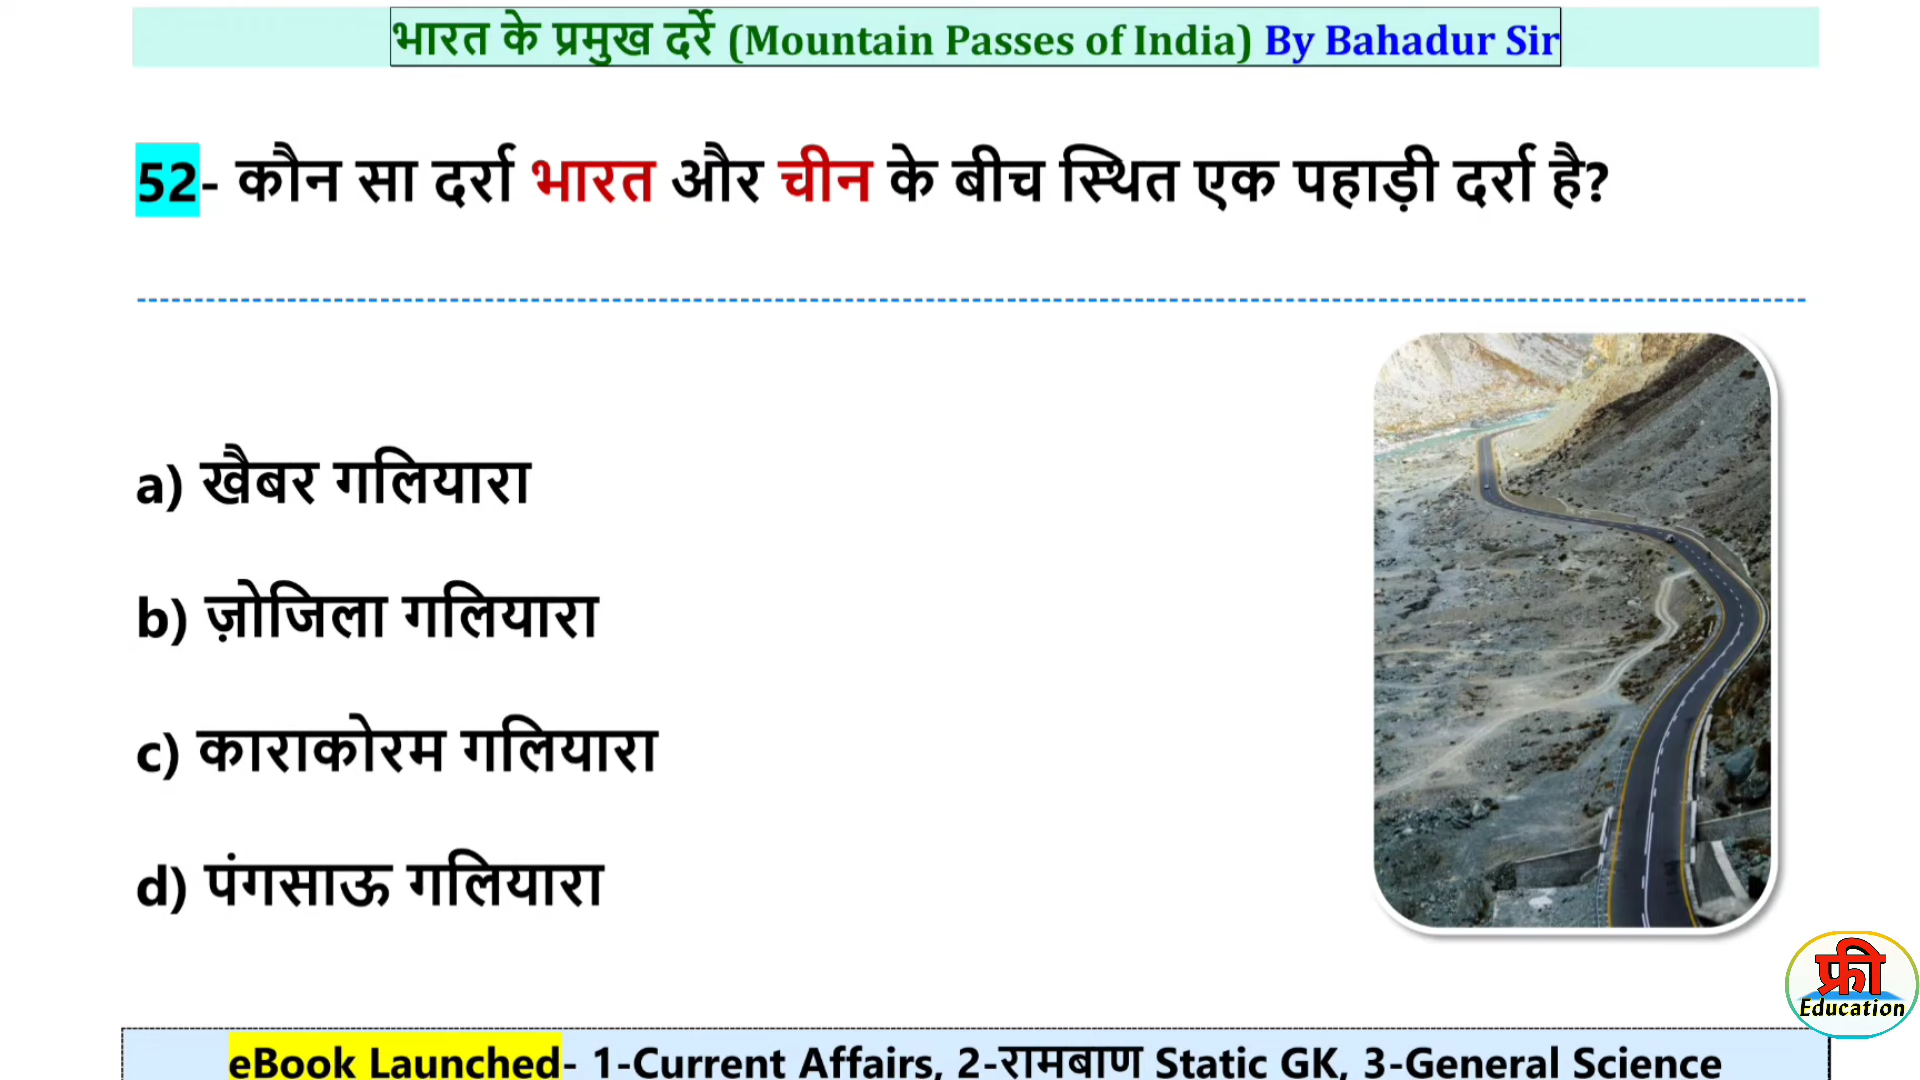 भारत के प्रमुख दर्रे (Mountain Passes of India) By Bahadur Sir
52- कौन सा दर्रा भारत और चीन के बीच स्थित एक पहाड़ी दर्रा है?
a) खैबर गलियारा
b) ज़ोजिला गलियारा
c) काराकोरम गलियारा
d) पंगसाऊ गलियारा
फ्री
Education
eBook Launched- 1-Current Affairs, 2-रामबाण Static GK, 3-General Science